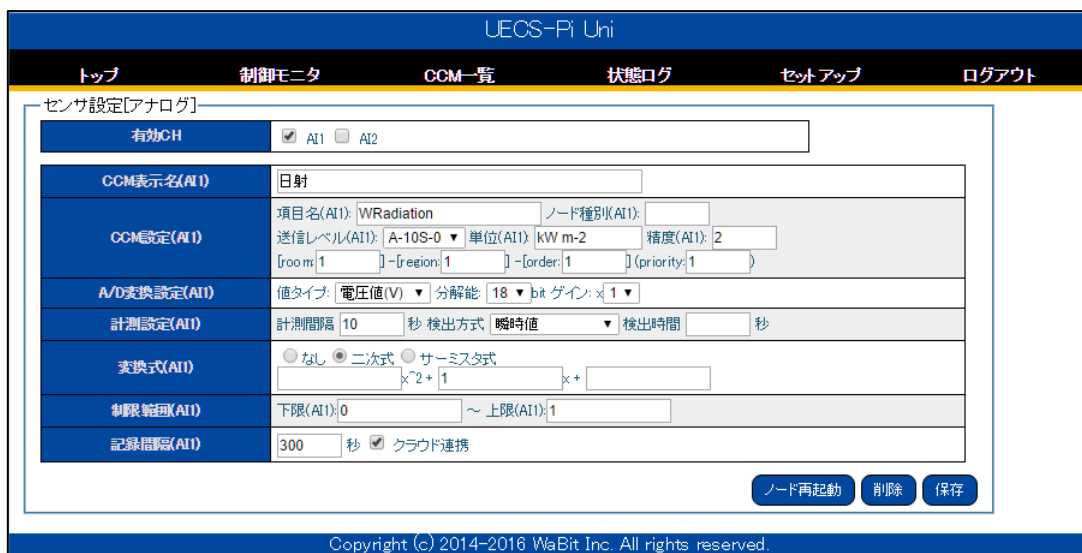 UECS-Pi Uni
トップ 制御モニタ CCM一覧 状態ログ セットアップ ログアウト
センサ設定[アナログ]
有効CH AI1 AI2
CCM表示名(AI1) 日射
項目名(AI1): WRadiation ノード種別(AI1):
CCM設定(AI1) 送信レベル(AI1): A-10S-0 単位(AI1): kW m-2 精度(AI1): 2
[room:1 ]-[region:1 ]-[order:1 ](priority:1 )
A/D変換設定(AI1) 値タイプ: 電圧値(V) 分解能: 18 bit ゲイン: x 1
計測設定(AI1) 計測間隔 10 秒 検出方式 瞬時値 検出時間 秒
変換式(AI1) なし 二次式 サーミスタ式
x^2 + 1 x +
制限範囲(AI1) 下限(AI1):0 ～ 上限(AI1):1
記録間隔(AI1) 300 秒 クラウド連携
ノード再起動 削除 保存
Copyright (c) 2014-2016 WaBit Inc. All rights reserved.